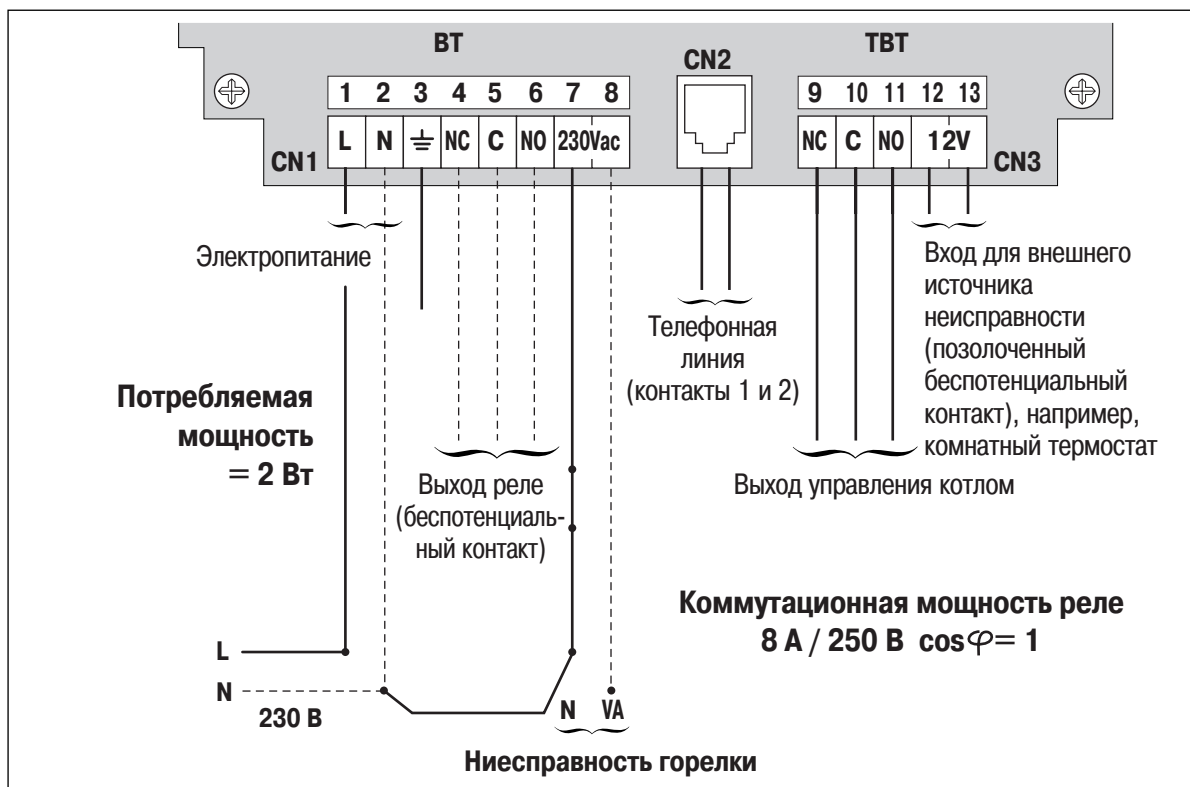 BT
CN2
TBT
1 2 3 4 5 6 7 8
9 10 11 12 13
L N NC C NO 230Vac
NC C NO 12V
CN1
CN3
Электропитание
Вход для внешнего
источника
неисправности
(позолоченный
беспотенциальный
контакт), например,
комнатный термостат
Телефонная
линия
(контакты 1 и 2)
Потребляемая
мощность
= 2 Вт
Выход реле
(беспотенциаль-
ный контакт)
Выход управления котлом
Коммутационная мощность реле
8 А / 250 В cosφ= 1
L
N
230 В
N VA
Ниесправность горелки